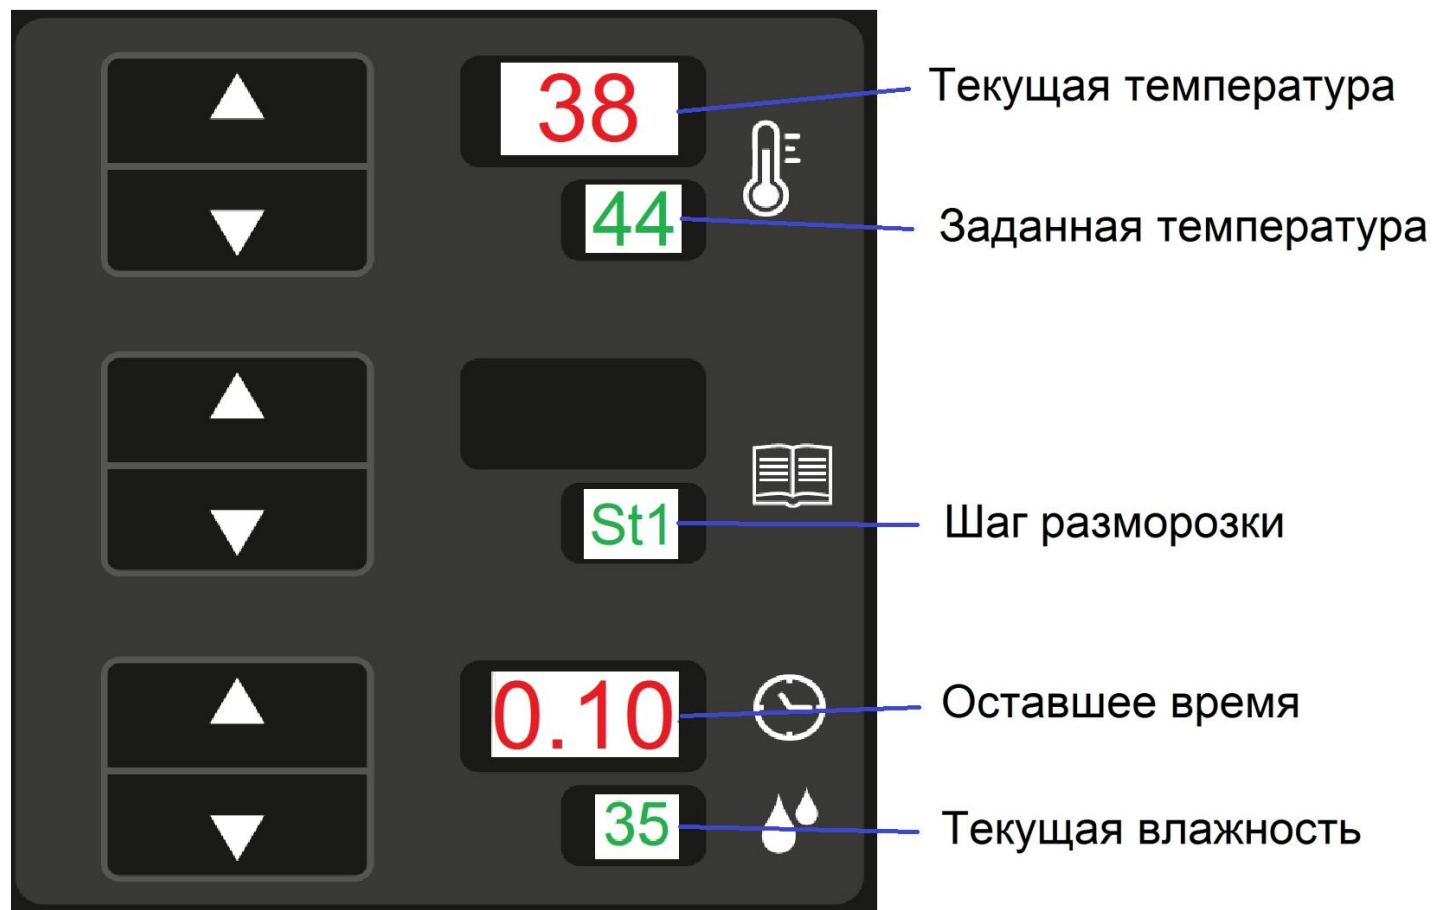 38
Текущая температура
44
Заданная температура
St1
Шаг разморозки
0.10
Оставшее время
35
Текущая влажность